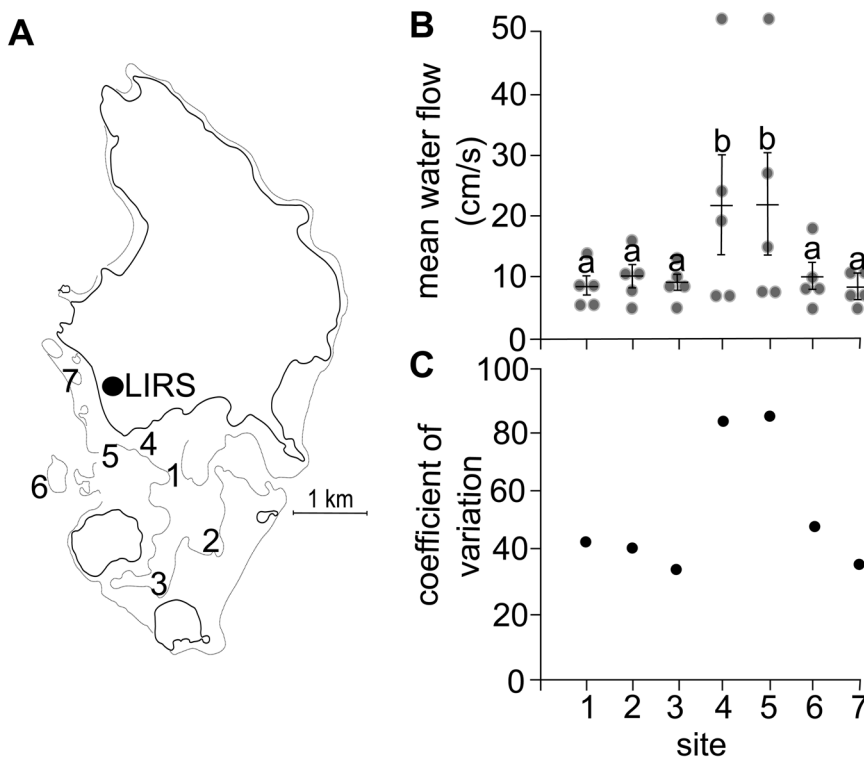 A
LIRS
7
4
5
1
6
1 km
2
3
B
mean water flow
(cm/s)
50
40
30
20
10
0
a
a
a
b
b
a
a
C
coefficient of
variation
100
80
60
40
20
0
1 2 3 4 5 6 7
site